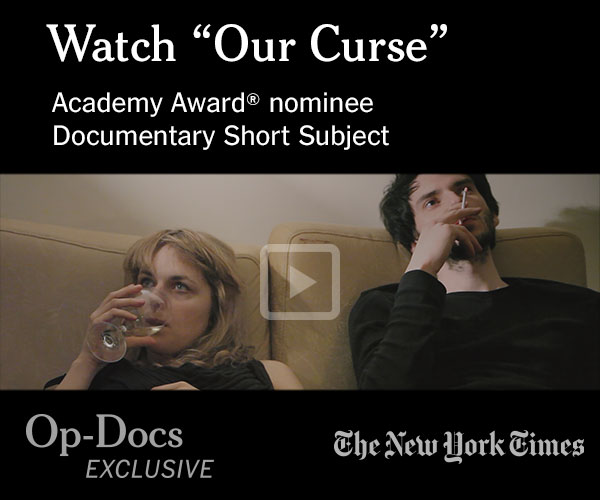 Watch “Our Curse”
Academy Award® nominee
Documentary Short Subject
Op-Docs
EXCLUSIVE
The New York Times